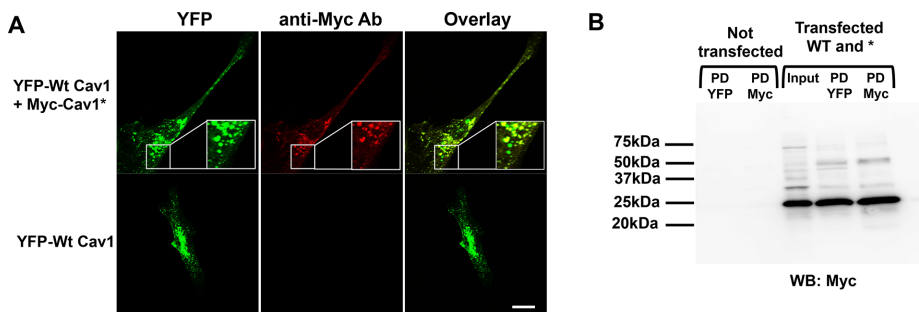 A
YFP
anti-Myc Ab
Overlay
YFP-Wt Cav1
+ Myc-Cav1*
YFP-Wt Cav1
B
Not
transfected
Transfected
WT and *
PD
YFP
PD
Myc
Input
PD
YFP
PD
Myc
75kDa
50kDa
37kDa
25kDa
20kDa
WB: Myc